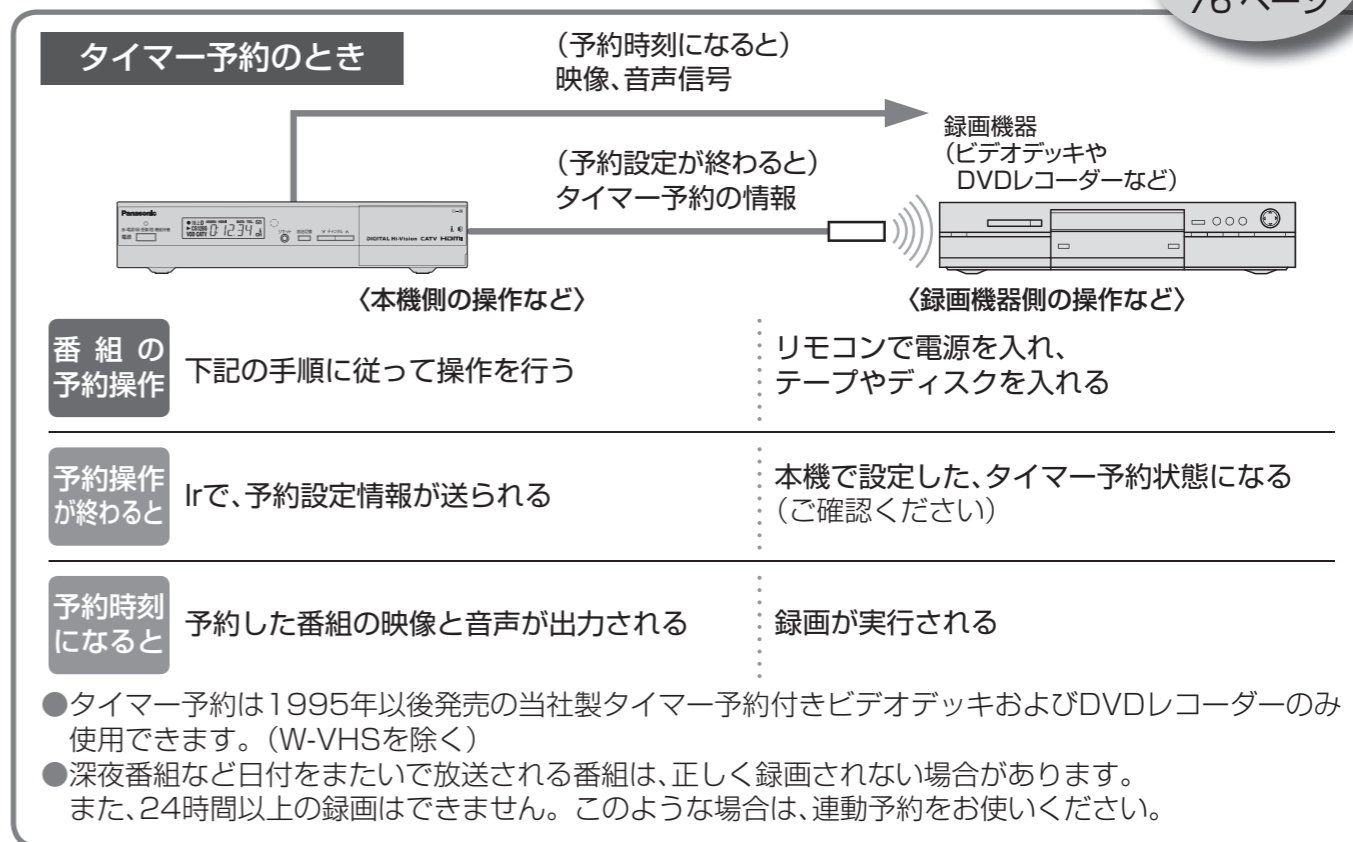 76 ページ
タイマー予約のとき
（予約時刻になると）
映像、音声信号
（予約設定が終わると）
タイマー予約の情報
録画機器
（ビデオデッキや
DVDレコーダーなど）
Panasonic
電源
DIGITAL Hi-Vision CATV HDMI
〈本機側の操作など〉
〈録画機器側の操作など〉
番組の
予約操作
下記の手順に従って操作を行う
リモコンで電源を入れ、
テープやディスクを入れる
予約操作
が終わると
Irで、予約設定情報が送られる
本機で設定した、タイマー予約状態になる
（ご確認ください）
予約時刻
になると
予約した番組の映像と音声が出力される
録画が実行される
●タイマー予約は1995年以後発売の当社製タイマー予約付きビデオデッキおよびDVDレコーダーのみ
使用できます。（W-VHSを除く）
●深夜番組など日付をまたいで放送される番組は、正しく録画されない場合があります。
また、24時間以上の録画はできません。このような場合は、連動予約をお使いください。